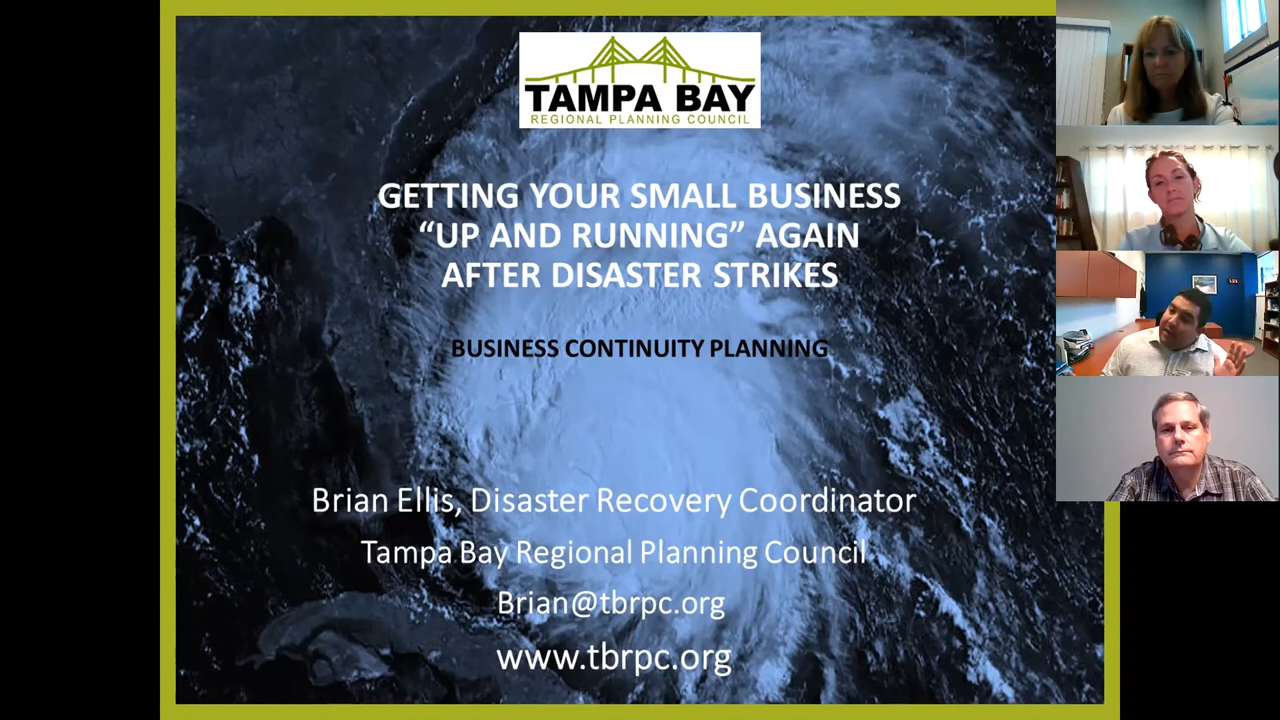 TAMPA BAY
REGIONAL PLANNING COUNCIL
GETTING YOUR SMALL BUSINESS
“UP AND RUNNING” AGAIN
AFTER DISASTER STRIKES
BUSINESS CONTINUITY PLANNING
Brian Ellis, Disaster Recovery Coordinator
Tampa Bay Regional Planning Council
Brian@tbrpc.org
www.tbrpc.org